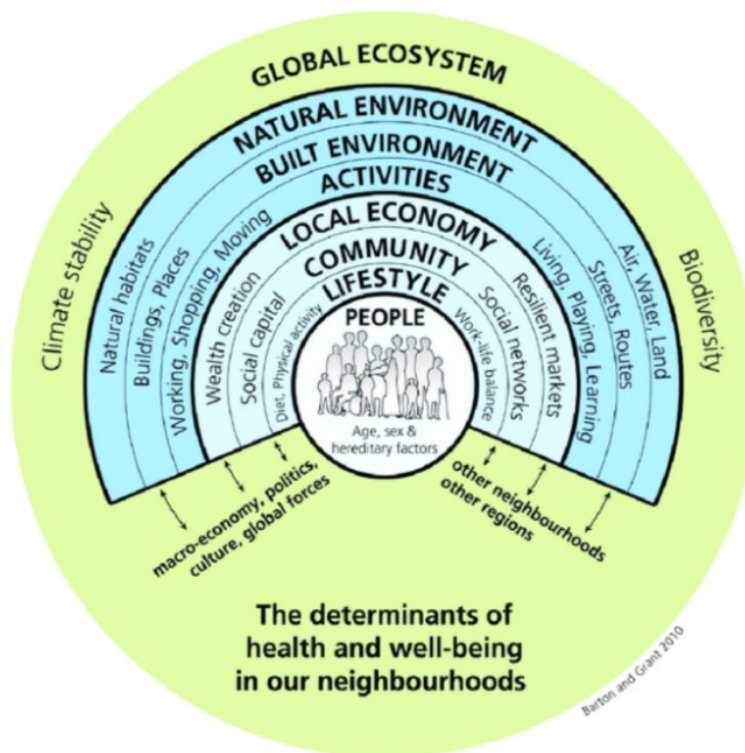 GLOBAL ECOSYSTEM
NATURAL ENVIRONMENT
BUILT ENVIRONMENT
ACTIVITIES
LOCAL ECONOMY
COMMUNITY
LIFESTYLE
PEOPLE
Age, sex &
hereditary factors
Climate stability
Natural habitats
Buildings, Places
Working, Shopping, Moving
Wealth creation
Social capital
Diet, Physical activity
Work-life balance
Social networks
Resilient markets
Living, Playing, Learning
Streets, Routes
Air, Water, Land
Biodiversity
macro-economy, politics,
culture, global forces
other neighbourhoods
other regions
The determinants of
health and well-being
in our neighbourhoods
Barton and Grant 2010